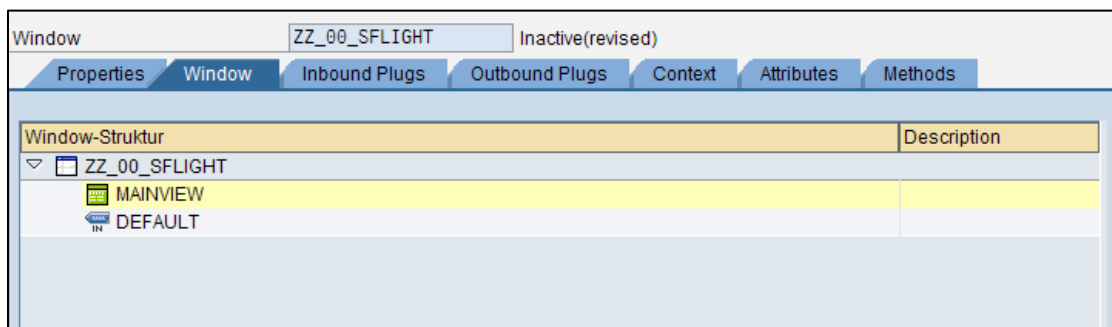 Window ZZ_00_SFLIGHT Inactive(revised)
Properties Window Inbound Plugs Outbound Plugs Context Attributes Methods
Window-Struktur Description
ZZ_00_SFLIGHT
MAINVIEW
IN DEFAULT